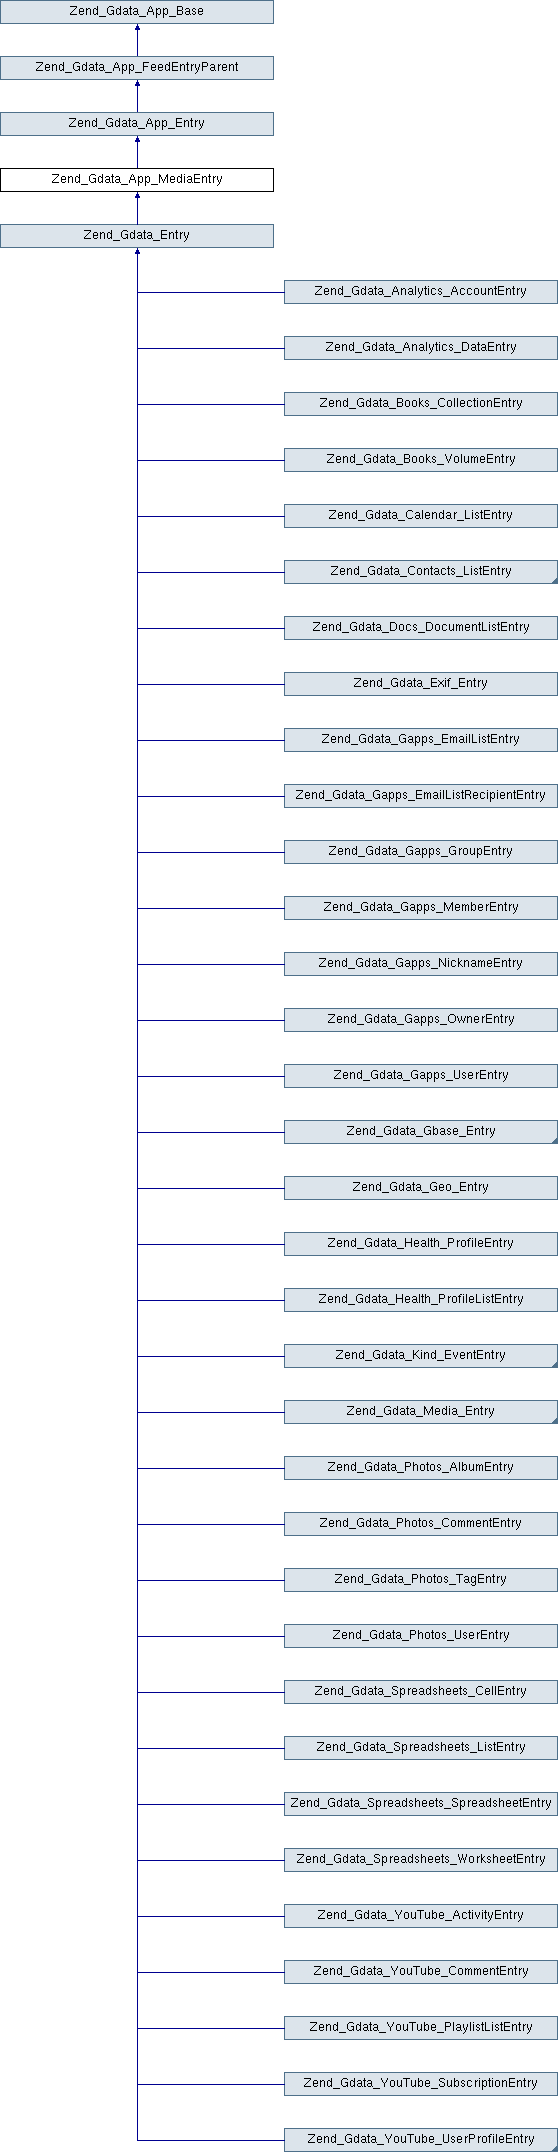 Zend_Gdata_App_Base
Zend_Gdata_App_FeedEntryParent
Zend_Gdata_App_Entry
Zend_Gdata_App_MediaEntry
Zend_Gdata_Entry
Zend_Gdata_Analytics_AccountEntry
Zend_Gdata_Analytics_DataEntry
Zend_Gdata_Books_CollectionEntry
Zend_Gdata_Books_VolumeEntry
Zend_Gdata_Calendar_ListEntry
Zend_Gdata_Contacts_ListEntry
Zend_Gdata_Docs_DocumentListEntry
Zend_Gdata_Exif_Entry
Zend_Gdata_Gapps_EmailListEntry
Zend_Gdata_Gapps_EmailListRecipientEntry
Zend_Gdata_Gapps_GroupEntry
Zend_Gdata_Gapps_MemberEntry
Zend_Gdata_Gapps_NicknameEntry
Zend_Gdata_Gapps_OwnerEntry
Zend_Gdata_Gapps_UserEntry
Zend_Gdata_Gbase_Entry
Zend_Gdata_Geo_Entry
Zend_Gdata_Health_ProfileEntry
Zend_Gdata_Health_ProfileListEntry
Zend_Gdata_Kind_EventEntry
Zend_Gdata_Media_Entry
Zend_Gdata_Photos_AlbumEntry
Zend_Gdata_Photos_CommentEntry
Zend_Gdata_Photos_TagEntry
Zend_Gdata_Photos_UserEntry
Zend_Gdata_Spreadsheets_CellEntry
Zend_Gdata_Spreadsheets_ListEntry
Zend_Gdata_Spreadsheets_SpreadsheetEntry
Zend_Gdata_Spreadsheets_WorksheetEntry
Zend_Gdata_YouTube_ActivityEntry
Zend_Gdata_YouTube_CommentEntry
Zend_Gdata_YouTube_PlaylistListEntry
Zend_Gdata_YouTube_SubscriptionEntry
Zend_Gdata_YouTube_UserProfileEntry